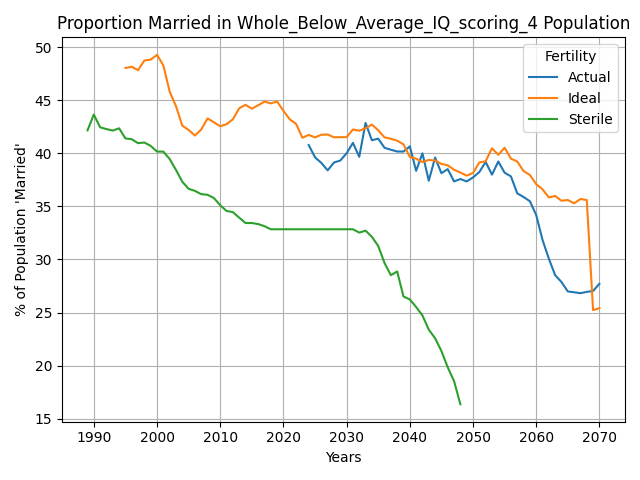 Proportion Married in Whole_Below_Average_IQ_scoring_4 Population
Fertility
Actual
Ideal
Sterile
% of Population 'Married'
50
45
40
35
30
25
20
15
1990 2000 2010 2020 2030 2040 2050 2060 2070
Years